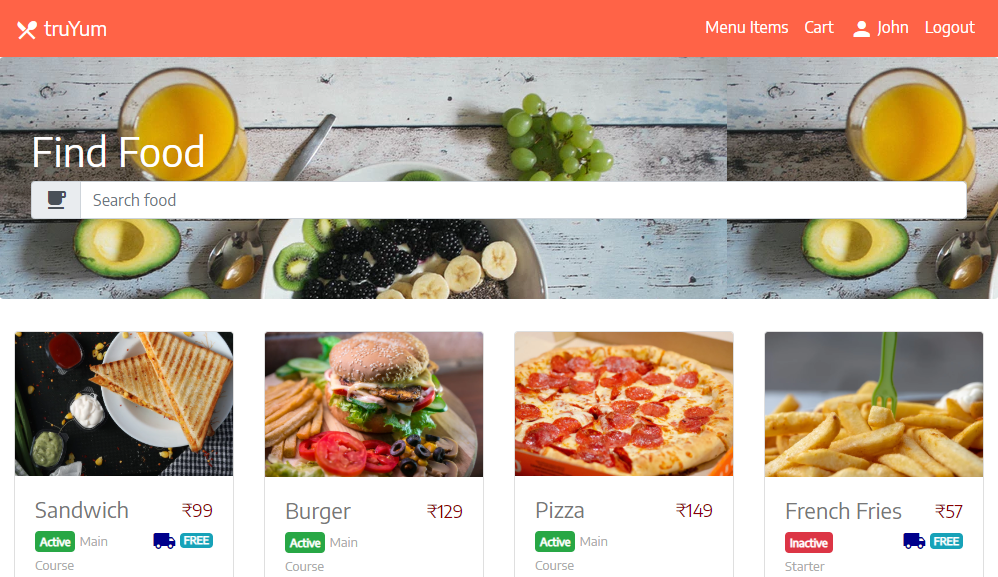 truYum Menu Items Cart John Logout
Find Food
Search food
Sandwich ₹99
Active Main FREE
Course
Burger ₹129
Active Main
Course
Pizza ₹149
Active Main
Course
French Fries ₹57
Inactive FREE
Starter